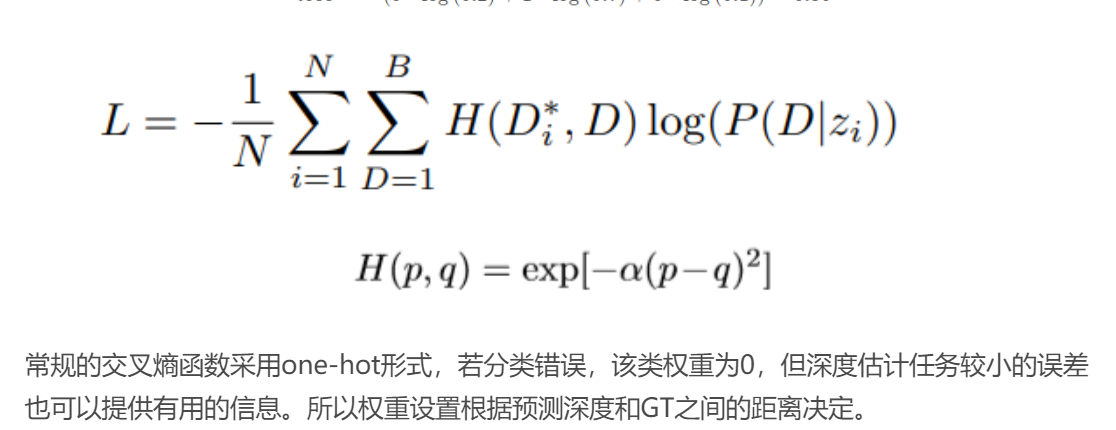 L = -\frac{1}{N} \sum_{i=1}^{N} \sum_{D=1}^{B} H(D_i^*, D) \log(P(D|z_i))
H(p, q) = \exp[-\alpha(p-q)^2]
常规的交叉熵函数采用one-hot形式，若分类错误，该类权重为0，但深度估计任务较小的误差
也可以提供有用的信息。所以权重设置根据预测深度和GT之间的距离决定。